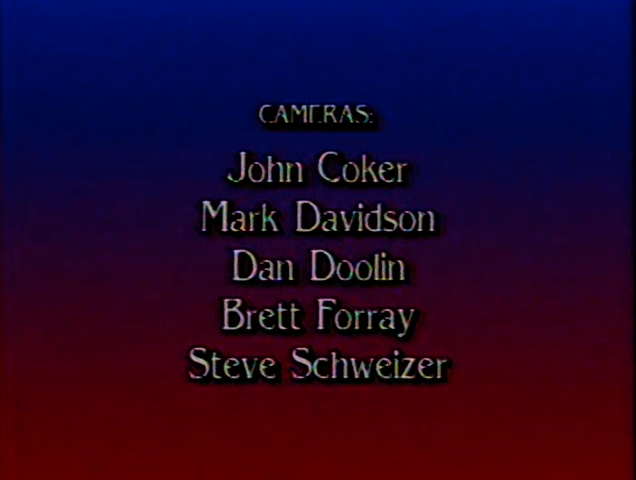 CAMERAS:
John Coker
Mark Davidson
Dan Doolin
Brett Forray
Steve Schweizer